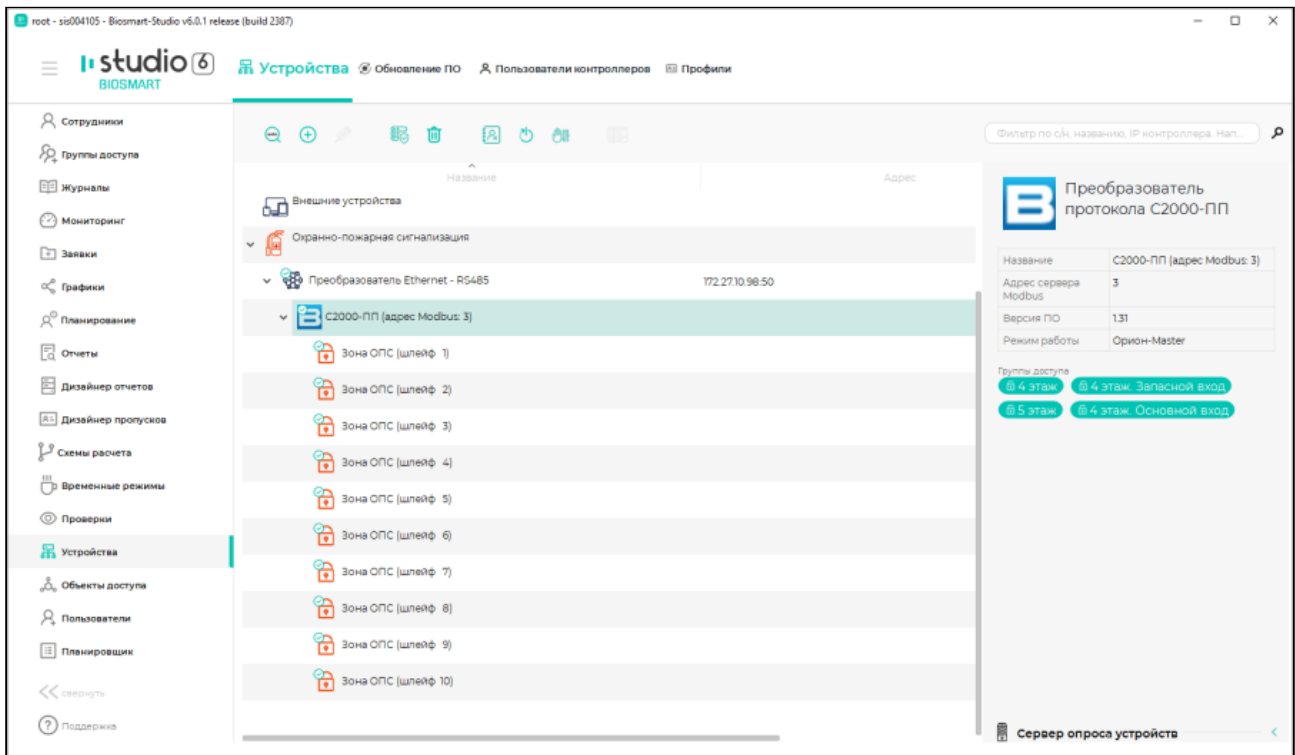 root - sis004105 - Biosmart-Studio v6.0.1 release (build 2387)
studio 6
BIOSMART
Устройства
Обновление ПО
Пользователи контроллеров
Профили
Сотрудники
Группы доступа
Журналы
Мониторинг
Заявки
Графики
Планирование
Отчеты
Дизайнер отчетов
Дизайнер пропусков
Схемы расчета
Временные режимы
Проверки
Устройства
Объекты доступа
Пользователи
Планировщик
свернуть
Поддержка
Фильтр по с/н, названию, IP контроллера. Нап...
Название
Адрес
Внешние устройства
Охранно-пожарная сигнализация
Преобразователь Ethernet - RS485
172.27.10.98:50
С2000-ПП (адрес Modbus: 3)
Зона ОПС (шлейф 1)
Зона ОПС (шлейф 2)
Зона ОПС (шлейф 3)
Зона ОПС (шлейф 4)
Зона ОПС (шлейф 5)
Зона ОПС (шлейф 6)
Зона ОПС (шлейф 7)
Зона ОПС (шлейф 8)
Зона ОПС (шлейф 9)
Зона ОПС (шлейф 10)
Преобразователь
протокола С2000-ПП
Название С2000-ПП (адрес Modbus: 3)
Адрес сервера 3
Modbus
Версия ПО 1.31
Режим работы Орион-Master
Группы доступа
4 этаж
4 этаж. Запасной вход
5 этаж
4 этаж. Основной вход
Сервер опроса устройств